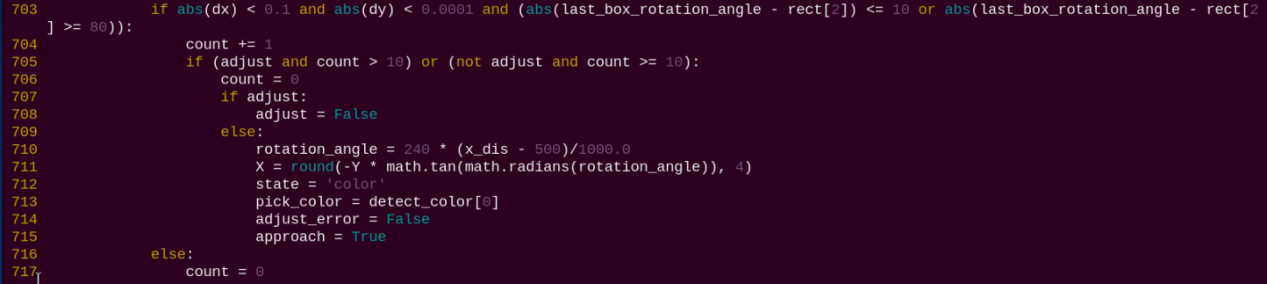 703             if abs(dx) < 0.1 and abs(dy) < 0.0001 and (abs(last_box_rotation_angle - rect[2]) <= 10 or abs(last_box_rotation_angle - rect[2
] >= 80)):
704                 count += 1
705                 if (adjust and count > 10) or (not adjust and count >= 10):
706                     count = 0
707                     if adjust:
708                         adjust = False
709                     else:
710                         rotation_angle = 240 * (x_dis - 500)/1000.0
711                         X = round(-Y * math.tan(math.radians(rotation_angle)), 4)
712                         state = 'color'
713                         pick_color = detect_color[0]
714                         adjust_error = False
715                         approach = True
716             else:
717                 count = 0